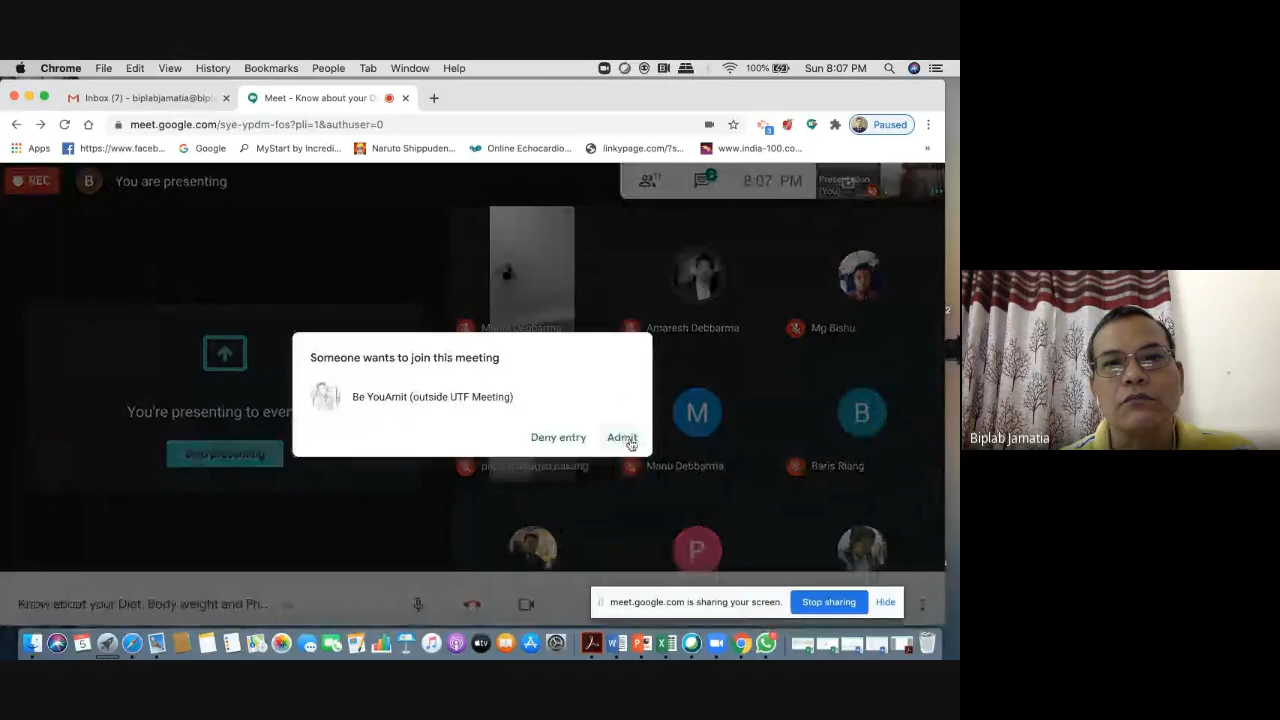 Chrome File Edit View History Bookmarks People Tab Window Help 100% Sun 8:07 PM
Inbox (7) - biplabjamatia@bipl Meet - Know about your D
meet.google.com/sye-ypdm-fos?pli=1&authuser=0 Paused
Apps https://www.faceb... Google MyStart by Incredi... Naruto Shippuden... Online Echocardio... linkypage.com/?s... www.india-100.co... »
REC B You are presenting 11 8:07 PM Presentation (You)
Debbarma Amaresh Debbarma Mg Bishu
Someone wants to join this meeting
Be YouAmit (outside UTF Meeting)
You're presenting to ever
Deny entry Admit
M B
Biplab Jamatia
Stop presenting
Manu Debbarma Baris Riang
P
Know about your Diet, Body weight and Ph...
meet.google.com is sharing your screen. Stop sharing Hide